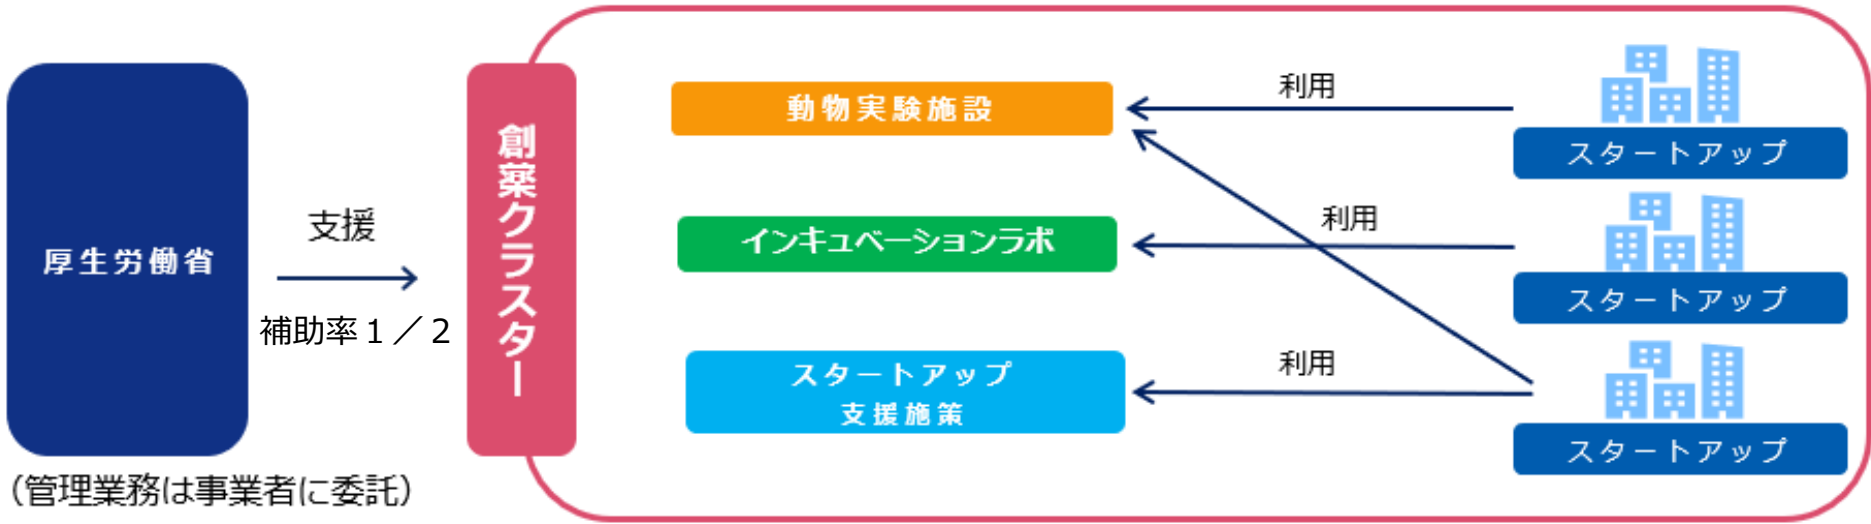 厚生労働省
(管理業務は事業者に委託)
支援
補助率１／２
創薬クラスター
動物実験施設
インキュベーションラボ
スタートアップ
支援施策
利用
利用
利用
スタートアップ
スタートアップ
スタートアップ